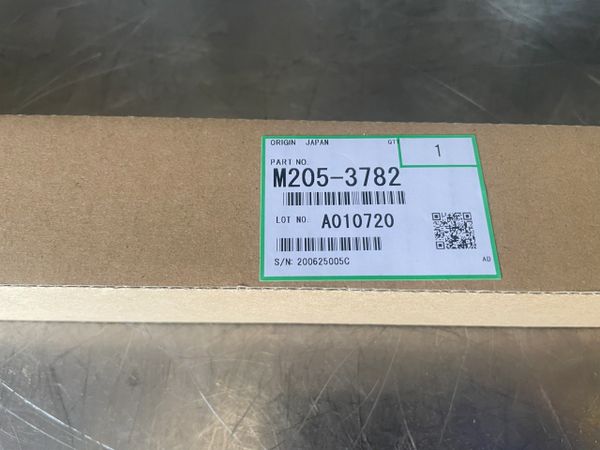 ORIGIN JAPAN
1
PART NO.
M205-3782
LOT NO. A010720
S/N: 200625005C
AD